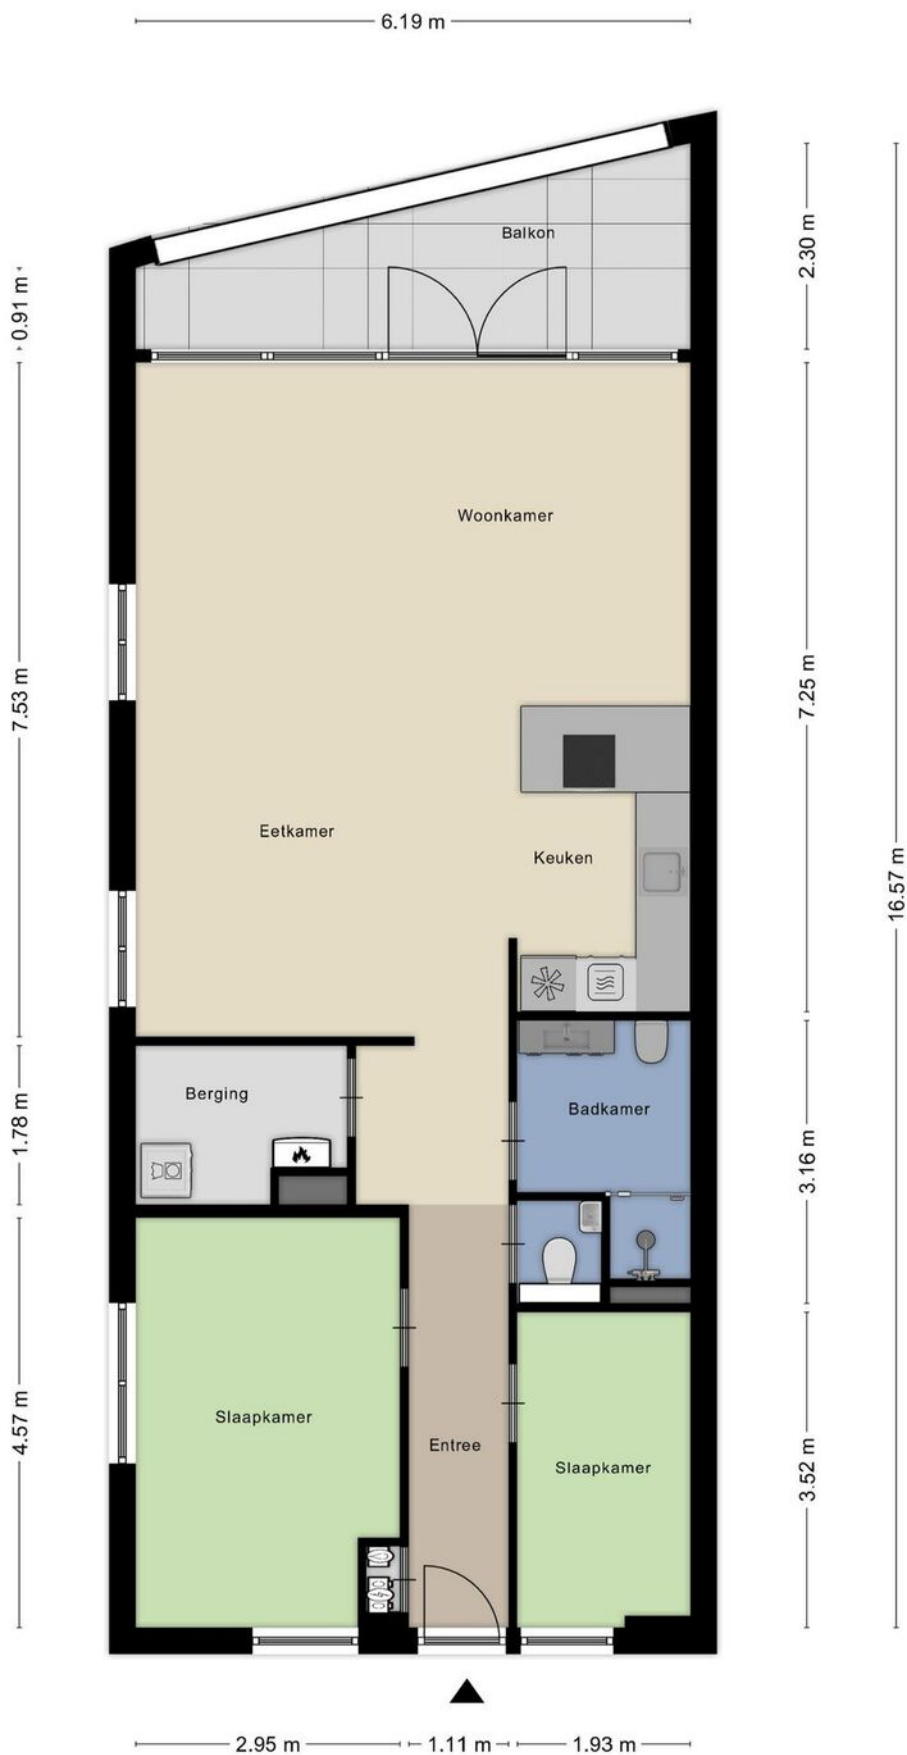 6.19 m
Balkon
2.30 m
0.91 m
Woonkamer
7.53 m
7.25 m
Eetkamer
Keuken
16.57 m
Berging
Badkamer
1.78 m
3.16 m
Slaapkamer
4.57 m
Entree
Slaapkamer
3.52 m
2.95 m
1.11 m
1.93 m